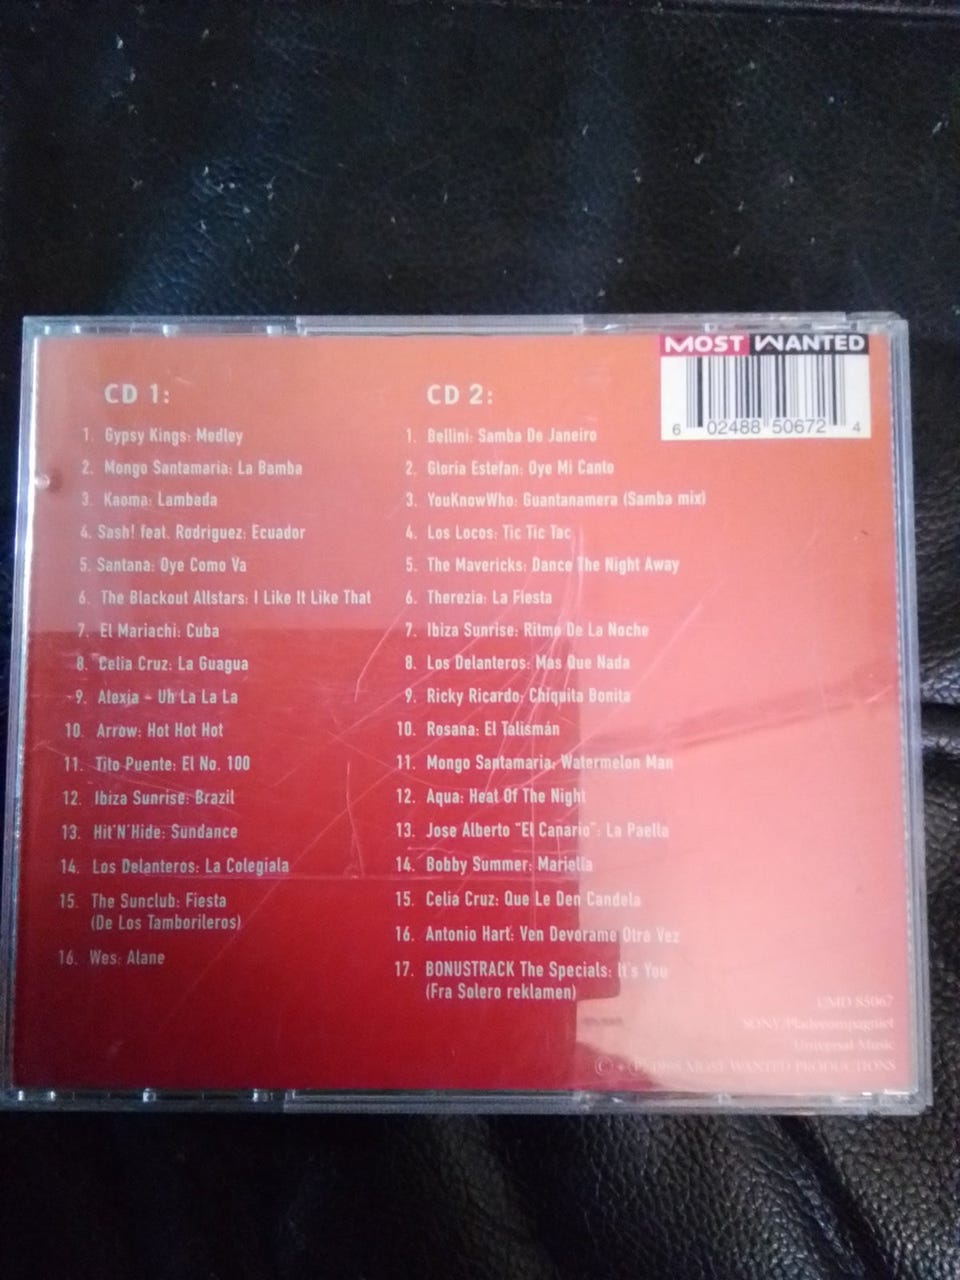 MOST WANTED
6 02488 50672 4
CD 1:
1. Gypsy Kings: Medley
2. Mongo Santamaria: La Bamba
3. Kaoma: Lambada
4. Sash! feat. Rodriguez: Ecuador
5. Santana: Oye Como Va
6. The Blackout Allstars: I Like It Like That
7. El Mariachi: Cuba
8. Celia Cruz: La Guagua
9. Alexia - Uh La La La
10. Arrow: Hot Hot Hot
11. Tito Puente: El No. 100
12. Ibiza Sunrise: Brazil
13. Hit'N'Hide: Sundance
14. Los Delanteros: La Colegiala
15. The Sunclub: Fiesta
(De Los Tamborileros)
16. Wes: Alane
CD 2:
1. Bellini: Samba De Janeiro
2. Gloria Estefan: Oye Mi Canto
3. YouKnowWho: Guantanamera (Samba mix)
4. Los Locos: Tic Tic Tac
5. The Mavericks: Dance The Night Away
6. Therezia: La Fiesta
7. Ibiza Sunrise: Ritmo De La Noche
8. Los Delanteros: Mas Que Nada
9. Ricky Ricardo: Chiquita Bonita
10. Rosana: El Talismán
11. Mongo Santamaria: Watermelon Man
12. Aqua: Heat Of The Night
13. Jose Alberto "El Canario": La Paella
14. Bobby Summer: Mariella
15. Celia Cruz: Que Le Den Candela
16. Antonio Hart: Ven Devorame Otra Vez
17. BONUSTRACK The Specials: It's You
(Fra Solero reklamen)
UMD 85067
SONY/Pladecompagniet
Universal Music
MOST WANTED PRODUCTIONS